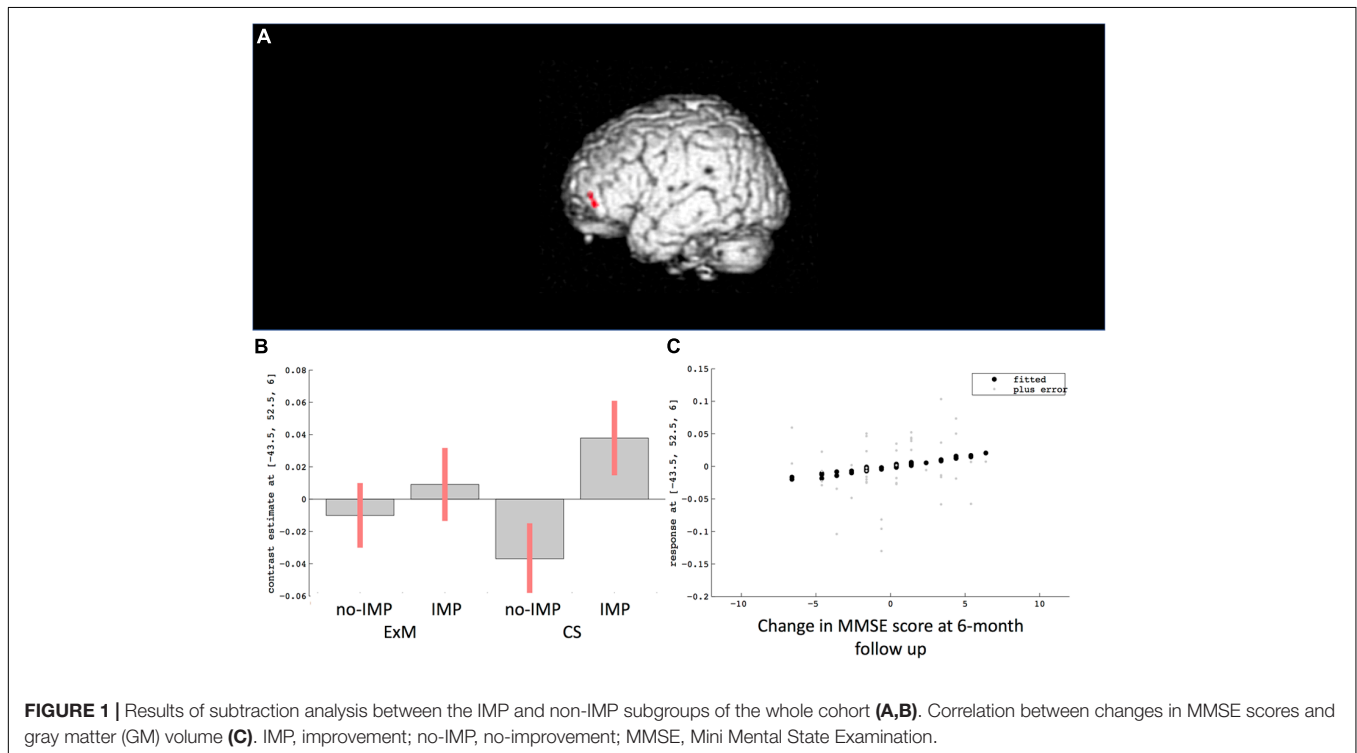 A
B
contrast estimate at [-43.5, 52.5, 6]
0.08
0.06
0.04
0.02
0
-0.02
-0.04
-0.06
no-IMP IMP no-IMP IMP
ExM CS
C
response at [-43.5, 52.5, 6]
0.15
0.1
0.05
0
-0.05
-0.1
-0.15
-0.2
fitted
plus error
-10 -5 0 5 10
Change in MMSE score at 6-month
follow up
FIGURE 1 | Results of subtraction analysis between the IMP and non-IMP subgroups of the whole cohort (A,B). Correlation between changes in MMSE scores and
gray matter (GM) volume (C). IMP, improvement; no-IMP, no-improvement; MMSE, Mini Mental State Examination.